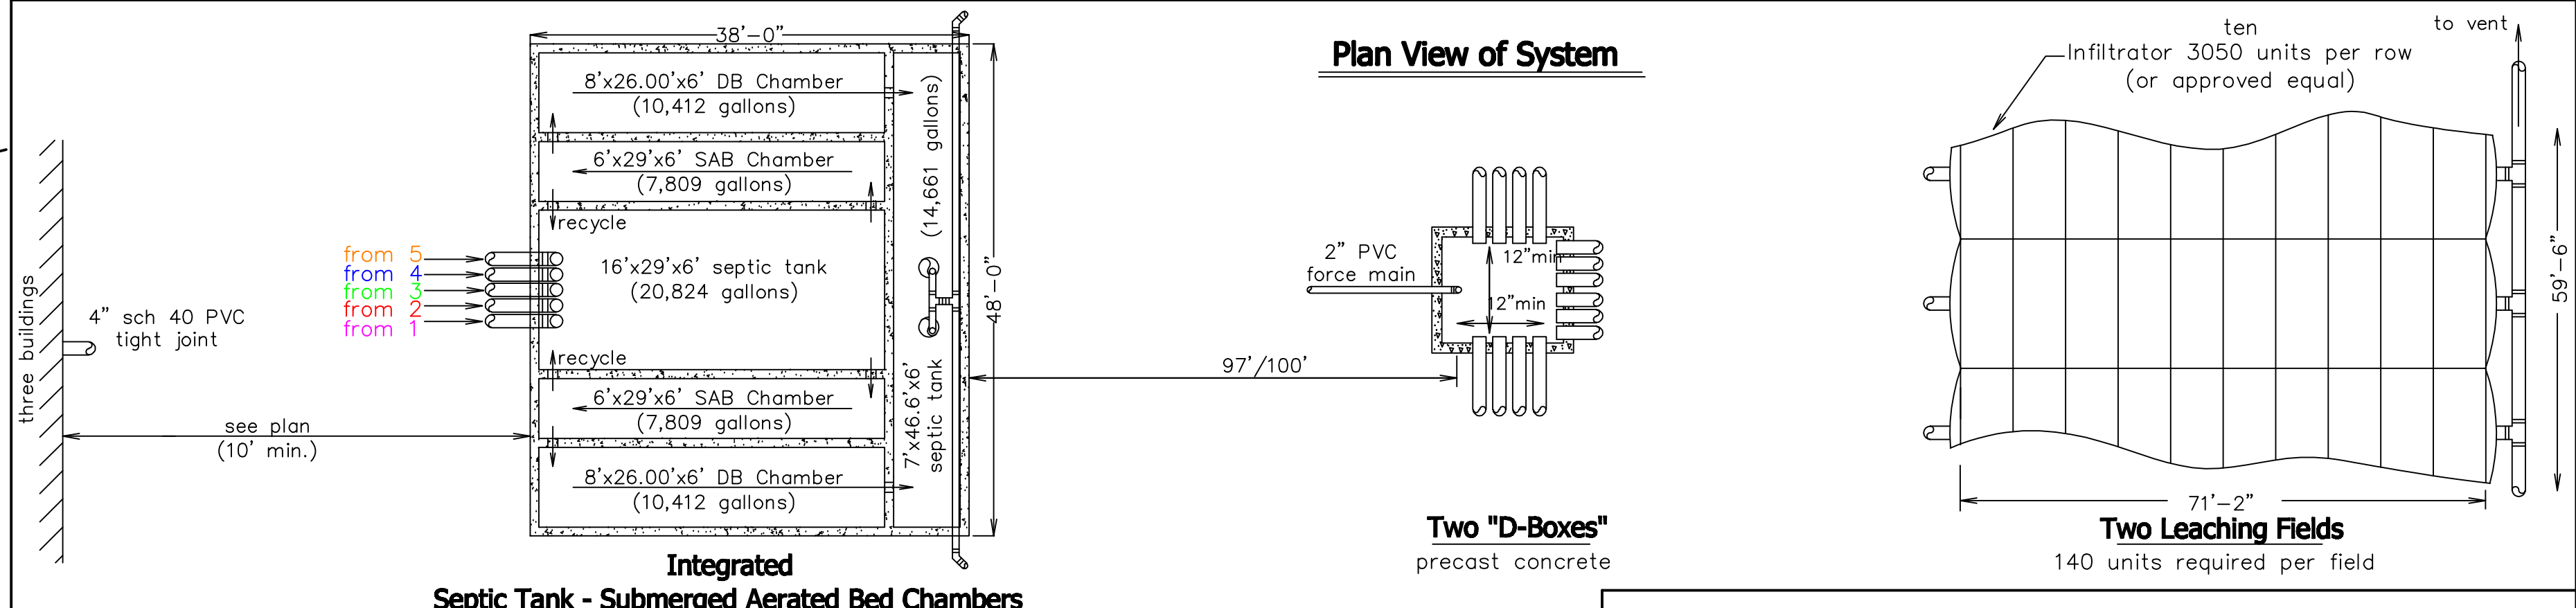 38'-0"
Plan View of System
ten
to vent
Infiltrator 3050 units per row
(or approved equal)
8'x26.00'x6' DB Chamber
(10,412 gallons)
6'x29'x6' SAB Chamber
(7,809 gallons)
recycle
16'x29'x6' septic tank
(20,824 gallons)
recycle
6'x29'x6' SAB Chamber
(7,809 gallons)
8'x26.00'x6' DB Chamber
(10,412 gallons)
7'x46.6'x6' (14,661 gallons)
septic tank
48'-0"
from 5
from 4
from 3
from 2
from 1
three buildings
4" sch 40 PVC
tight joint
see plan
(10' min.)
97'/100'
2" PVC
force main
12"min
12"min
59'-6"
71'-2"
Integrated
Septic Tank - Submerged Aerated Bed Chambers
Two "D-Boxes"
precast concrete
Two Leaching Fields
140 units required per field